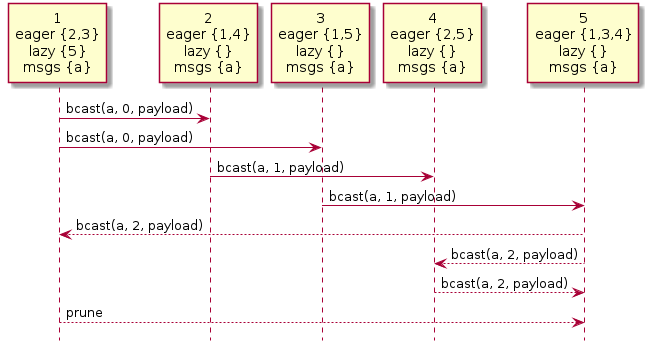 1
eager {2,3}
lazy {5}
msgs {a}
2
eager {1,4}
lazy {}
msgs {a}
3
eager {1,5}
lazy {}
msgs {a}
4
eager {2,5}
lazy {}
msgs {a}
5
eager {1,3,4}
lazy {}
msgs {a}
bcast(a, 0, payload)
bcast(a, 0, payload)
bcast(a, 1, payload)
bcast(a, 1, payload)
bcast(a, 2, payload)
bcast(a, 2, payload)
bcast(a, 2, payload)
prune